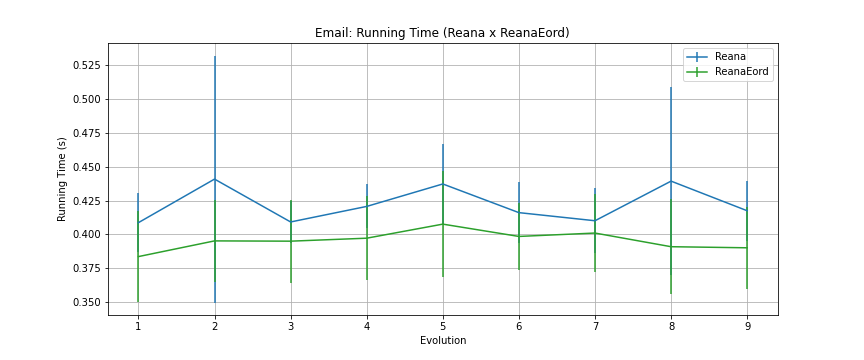 Email: Running Time (Reana x ReanaEord)
Reana
ReanaEord
Running Time (s)
0.525
0.500
0.475
0.450
0.425
0.400
0.375
0.350
1 2 3 4 5 6 7 8 9
Evolution